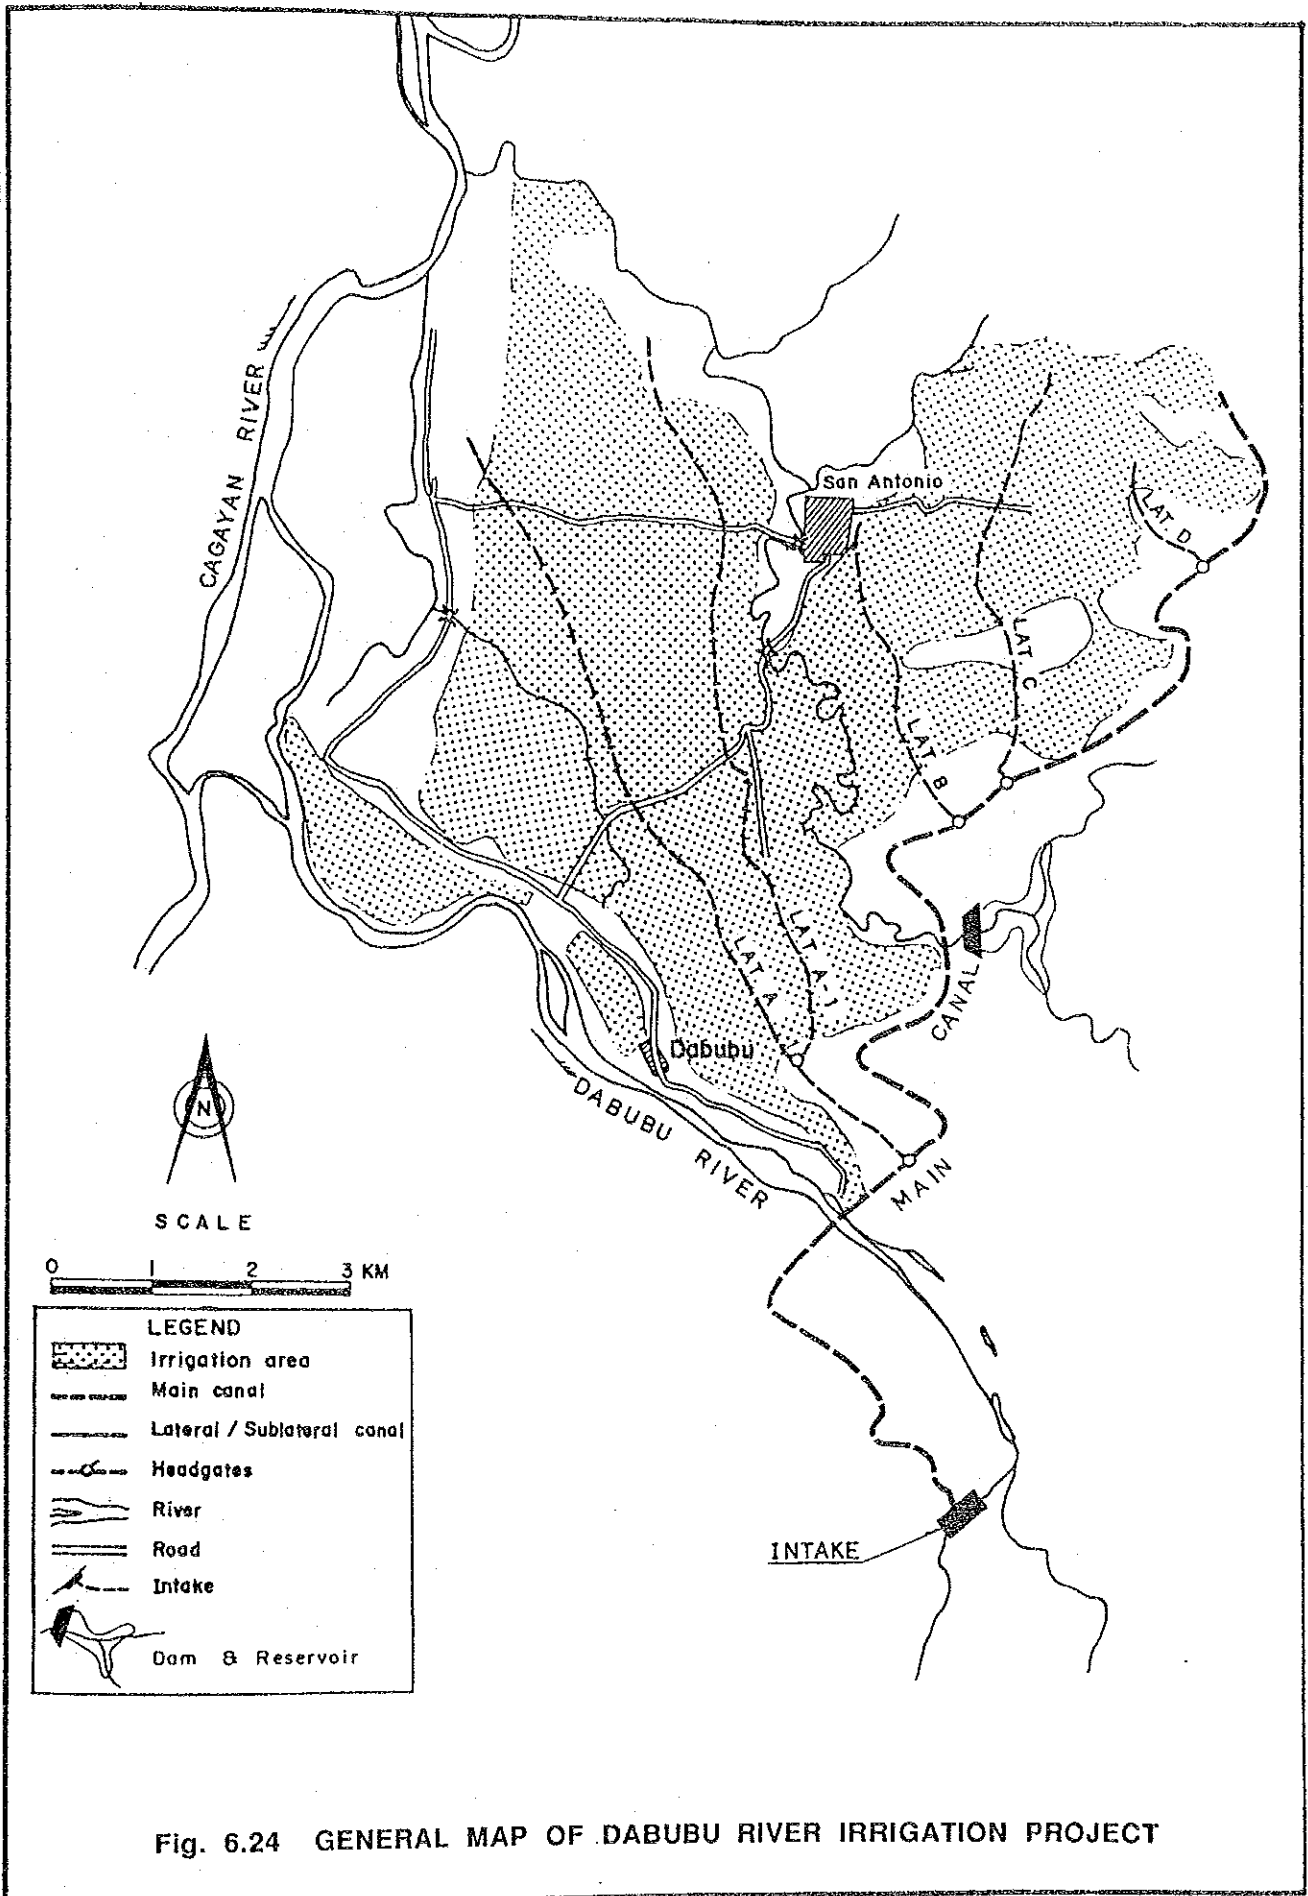 CAGAYAN RIVER
San Antonio
LAT D
LAT C
LAT B
LAT A-1
LAT A
CANAL
Dabubu
DABUBU RIVER
MAIN
N
SCALE
0 1 2 3 KM
INTAKE
LEGEND
Irrigation area
Main canal
Lateral / Sublateral canal
Headgates
River
Road
Intake
Dam & Reservoir
Fig. 6.24 GENERAL MAP OF DABUBU RIVER IRRIGATION PROJECT